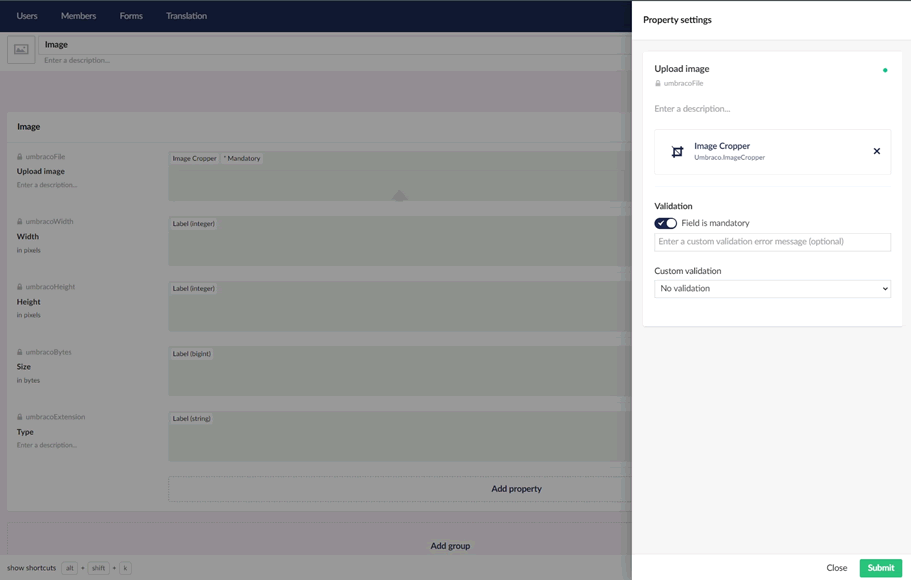 Users Members Forms Translation
Image
Enter a description...
Image
umbracoFile
Upload image
Enter a description...
Image Cropper * Mandatory
umbracoWidth
Width
in pixels
Label (integer)
umbracoHeight
Height
in pixels
Label (integer)
umbracoBytes
Size
in bytes
Label (bigint)
umbracoExtension
Type
Enter a description...
Label (string)
Add property
Add group
show shortcuts alt + shift + k
Property settings
Upload image
umbracoFile
Enter a description...
Image Cropper
Umbraco.ImageCropper
Validation
Field is mandatory
Enter a custom validation error message (optional)
Custom validation
No validation
Close Submit